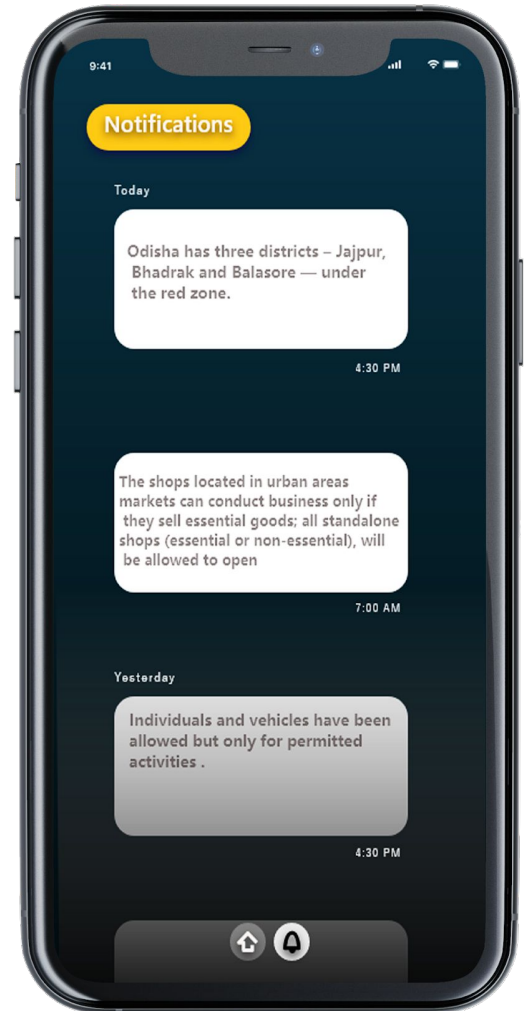 9:41
Notifications
Today
Odisha has three districts – Jajpur,
Bhadrak and Balasore — under
the red zone.
4:30 PM
The shops located in urban areas
markets can conduct business only if
they sell essential goods; all standalone
shops (essential or non-essential), will
be allowed to open
7:00 AM
Yesterday
Individuals and vehicles have been
allowed but only for permitted
activities .
4:30 PM